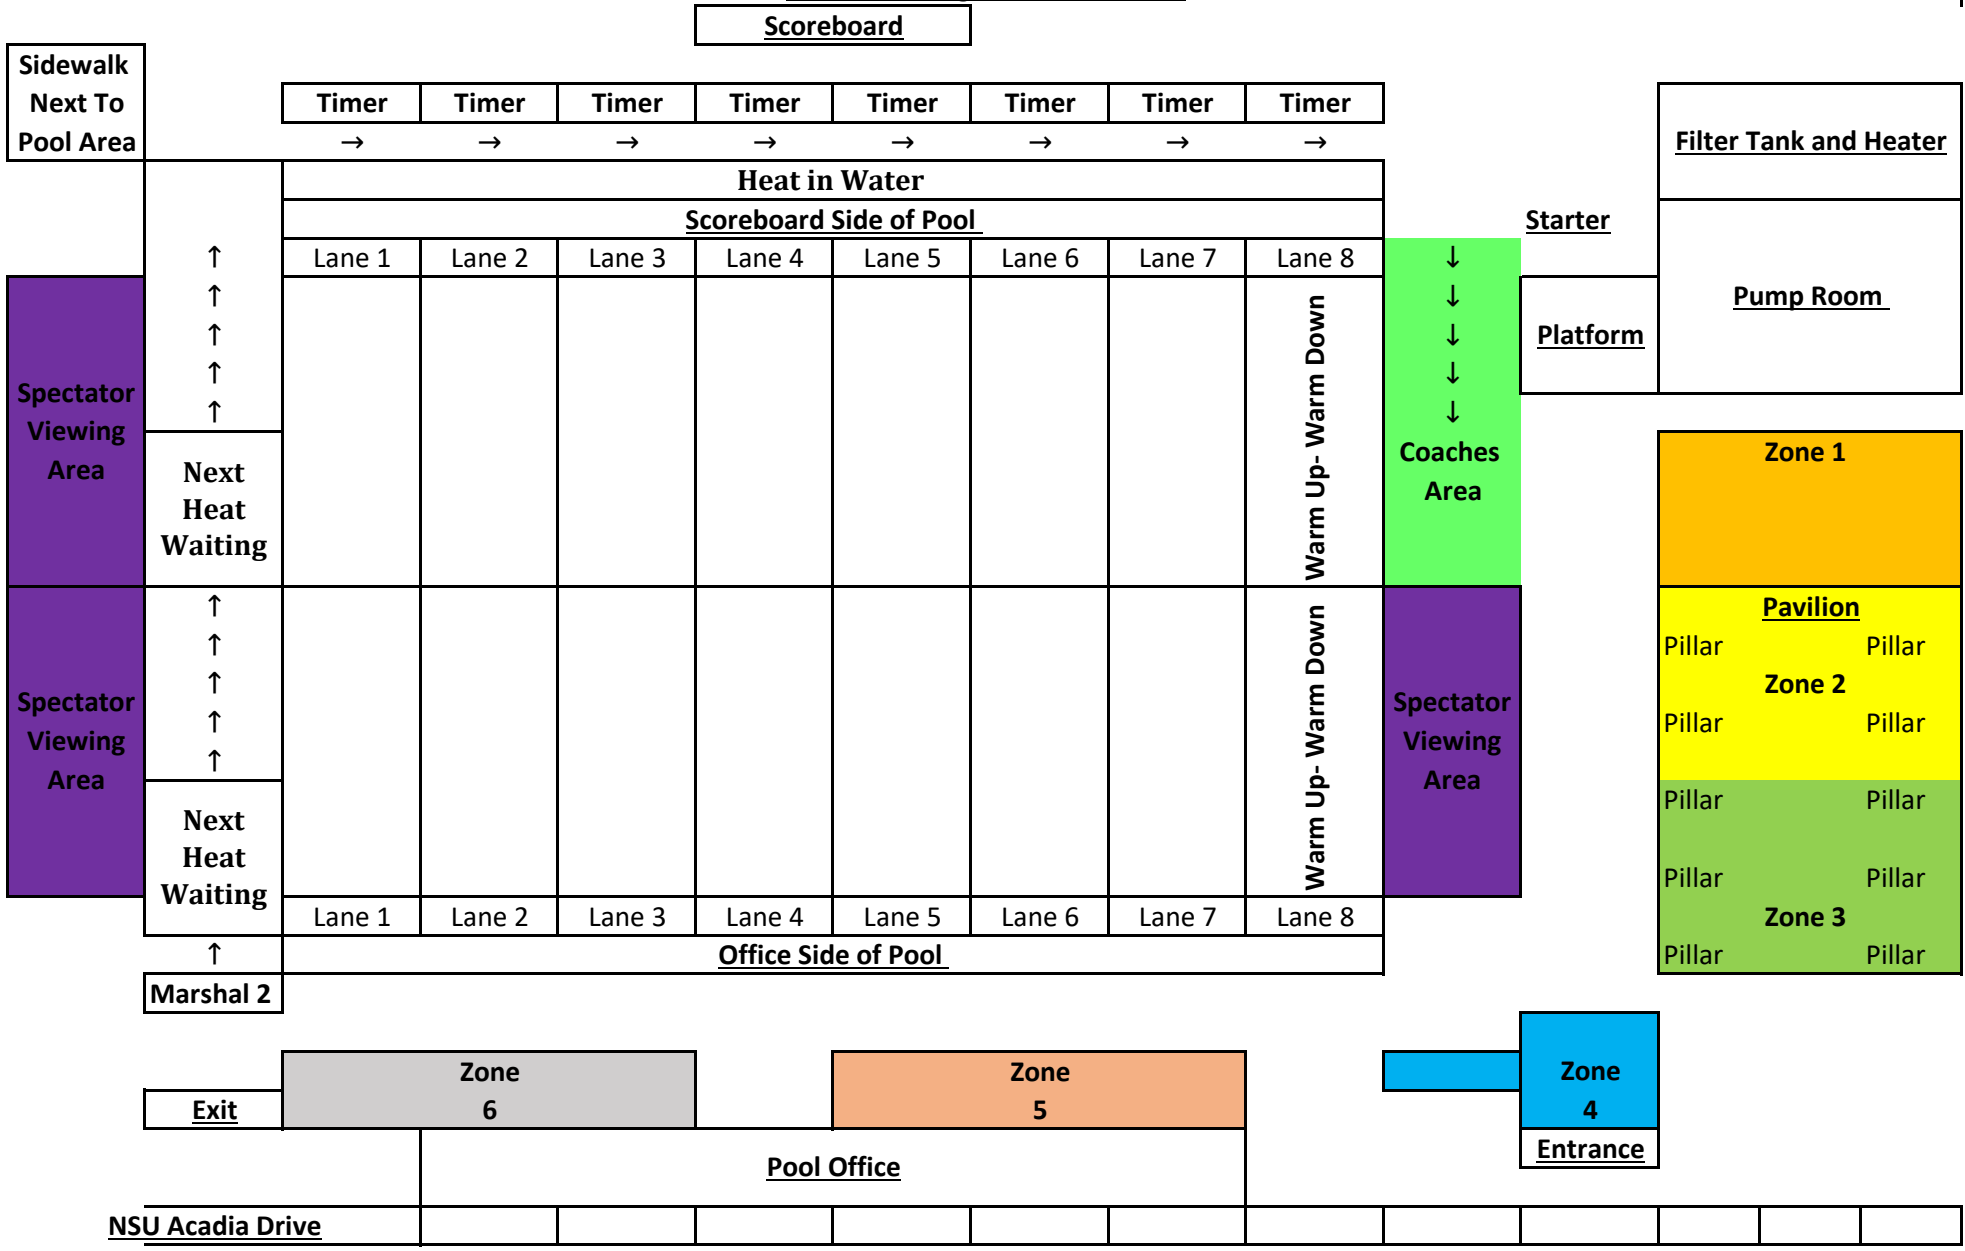 Scoreboard
Sidewalk
Next To
Pool Area
Timer Timer Timer Timer Timer Timer Timer Timer
→ → → → → → → →
Filter Tank and Heater
Heat in Water
Scoreboard Side of Pool
Starter
↑ Lane 1 Lane 2 Lane 3 Lane 4 Lane 5 Lane 6 Lane 7 Lane 8 ↓
↑ ↓
↑ ↓
↑ ↓
↑ ↓
Pump Room
Platform
Spectator
Viewing
Area
Next
Heat
Waiting
Warm Up- Warm Down
Coaches
Area
Zone 1
↑
↑
↑
↑
↑
Spectator
Viewing
Area
Next
Heat
Waiting
Warm Up- Warm Down
Spectator
Viewing
Area
Pavilion
Pillar Pillar
Zone 2
Pillar Pillar
Pillar Pillar
Pillar Pillar
Zone 3
Pillar Pillar
Lane 1 Lane 2 Lane 3 Lane 4 Lane 5 Lane 6 Lane 7 Lane 8
↑ Office Side of Pool
Marshal 2
Zone
6
Zone
5
Zone
4
Exit
Entrance
Pool Office
NSU Acadia Drive